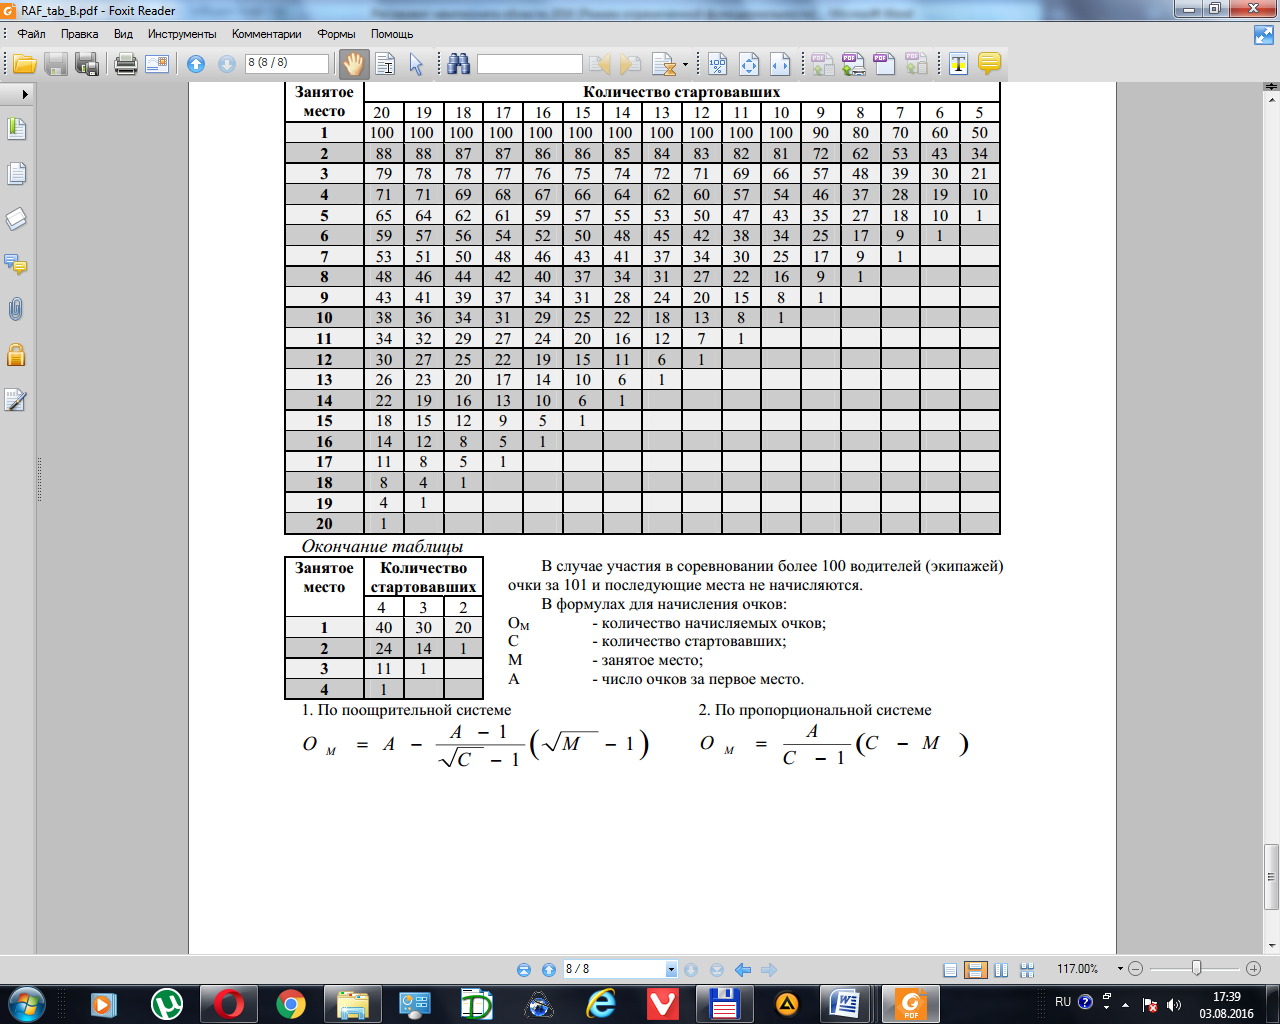 RAF_tab_B.pdf - Foxit Reader
Файл Правка Вид Инструменты Комментарии Формы Помощь
8 (8 / 8)
Занятое место Количество стартовавших
20 19 18 17 16 15 14 13 12 11 10 9 8 7 6 5
1 100 100 100 100 100 100 100 100 100 100 100 90 80 70 60 50
2 88 88 87 87 86 86 85 84 83 82 81 72 62 53 43 34
3 79 78 78 77 76 75 74 72 71 69 66 57 48 39 30 21
4 71 71 69 68 67 66 64 62 60 57 54 46 37 28 19 10
5 65 64 62 61 59 57 55 53 50 47 43 35 27 18 10 1
6 59 57 56 54 52 50 48 45 42 38 34 25 17 9 1
7 53 51 50 48 46 43 41 37 34 30 25 17 9 1
8 48 46 44 42 40 37 34 31 27 22 16 9 1
9 43 41 39 37 34 31 28 24 20 15 8 1
10 38 36 34 31 29 25 22 18 13 8 1
11 34 32 29 27 24 20 16 12 7 1
12 30 27 25 22 19 15 11 6 1
13 26 23 20 17 14 10 6 1
14 22 19 16 13 10 6 1
15 18 15 12 9 5 1
16 14 12 8 5 1
17 11 8 5 1
18 8 4 1
19 4 1
20 1
Окончание таблицы
Занятое место Количество стартовавших
4 3 2
1 40 30 20
2 24 14 1
3 11 1
4 1
В случае участия в соревновании более 100 водителей (экипажей)
очки за 101 и последующие места не начисляются.
В формулах для начисления очков:
Ом - количество начисляемых очков;
С - количество стартовавших;
М - занятое место;
А - число очков за первое место.
1. По поощрительной системе
O M = A − (A − 1) / (√C − 1) (√M − 1)
2. По пропорциональной системе
O M = A / (C − 1) (C − M)
8 / 8
117.00%
RU
17:39
03.08.2016